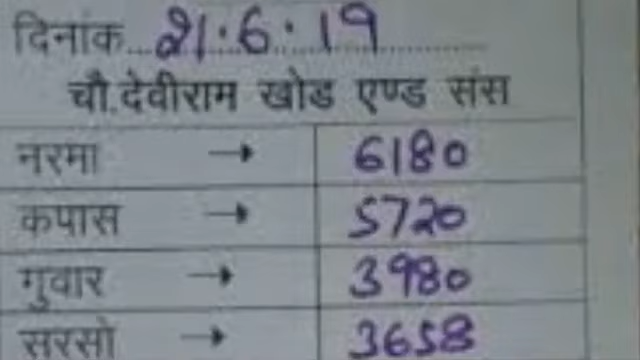 दिनांक...21.6.19
चौ.देवीराम खोड एण्ड संस
नरमा → 6180
कपास → 5720
गुवार → 3980
सरसो → 3658